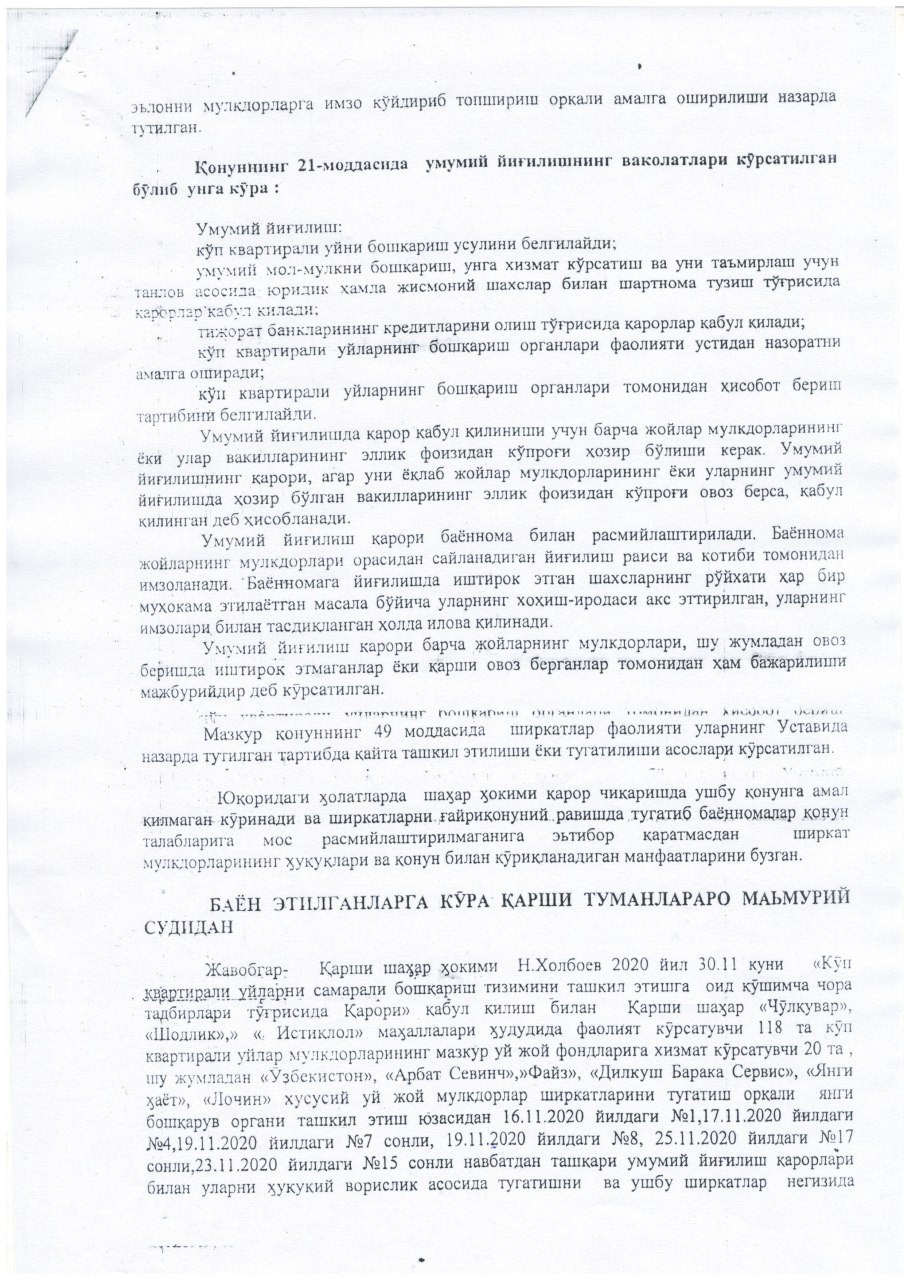 эълонни мулкдорларга имзо қўйдириб топшириш орқали амалга оширилиши назарда
тутилган.
Қонуннинг 21-моддасида умумий йиғилишнинг ваколатлари кўрсатилган
бўлиб унга кўра :
Умумий йиғилиш:
кўп квартирали уйни бошқариш усулини белгилайди;
умумий мол-мулкни бошқариш, унга хизмат кўрсатиш ва уни таъмирлаш учун
танлов асосида юридик ҳамда жисмоний шахслар билан шартнома тузиш тўғрисида
қарорлар қабул қилади;
тижорат банкларининг кредитларини олиш тўғрисида қарорлар қабул қилади;
кўп квартирали уйларнинг бошқариш органлари фаолияти устидан назоратни
амалга оширади;
кўп квартирали уйларнинг бошқариш органлари томонидан ҳисобот бериш
тартибини белгилайди.
Умумий йиғилишда қарор қабул қилиниши учун барча жойлар мулкдорларининг
ёки улар вакилларининг эллик фоизидан кўпроғи ҳозир бўлиши керак. Умумий
йиғилишнинг қарори, агар уни ёқлаб жойлар мулкдорларининг ёки уларнинг умумий
йиғилишда ҳозир бўлган вакилларининг эллик фоизидан кўпроғи овоз берса, қабул
қилинган деб ҳисобланади.
Умумий йиғилиш қарори баённома билан расмийлаштирилади. Баённома
жойларнинг мулкдорлари орасидан сайланадиган йиғилиш раиси ва котиби томонидан
имзоланади. Баённомага йиғилишда иштирок этган шахсларнинг рўйхати ҳар бир
муҳокама этилаётган масала бўйича уларнинг хоҳиш-иродаси акс эттирилган, уларнинг
имзолари билан тасдиқланган ҳолда илова қилинади.
Умумий йиғилиш қарори барча жойларнинг мулкдорлари, шу жумладан овоз
беришда иштирок этмаганлар ёки қарши овоз берганлар томонидан ҳам бажарилиши
мажбурийдир деб кўрсатилган.
кўп квартирали уйларнинг бошқариш органлари томонидан ҳисобот бериш
Мазкур қонуннинг 49 моддасида ширкатлар фаолияти уларнинг Уставида
назарда тутилган тартибда қайта ташкил этилиши ёки тугатилиши асослари кўрсатилган.
Юқоридаги ҳолатларда шаҳар ҳокими қарор чиқаришда ушбу қонунга амал
қилмаган кўринади ва ширкатларни ғайриқонуний равишда тугатиб баённомалар қонун
талабларига мос расмийлаштирилмаганига эътибор қаратмасдан ширкат
мулкдорларининг ҳуқуқлари ва қонун билан қўриқланадиган манфаатларини бузган.
БАЁН ЭТИЛГАНЛАРГА КЎРА ҚАРШИ ТУМАНЛАРАРО МАЬМУРИЙ
СУДИДАН
Жавобгар- Қарши шаҳар ҳокими Н.Холбоев 2020 йил 30.11 куни «Кўп
квартирали уйларни самарали бошқариш тизимини ташкил этишга оид қўшимча чора
тадбирлари тўғрисида Қарори» қабул қилиш билан Қарши шаҳар «Чўлқувар»,
«Шодлик»,» « Истиқлол» маҳаллалари ҳудудида фаолият кўрсатувчи 118 та кўп
квартирали уйлар мулкдорларининг мазкур уй жой фондларига хизмат кўрсатувчи 20 та ,
шу жумладан «Ўзбекистон», «Арбат Севинч»,»Файз», «Дилкуш Барака Сервис», «Янги
ҳаёт», «Лочин» хусусий уй жой мулкдорлар ширкатларини тугатиш орқали янги
бошқарув органи ташкил этиш юзасидан 16.11.2020 йилдаги №1,17.11.2020 йилдаги
№4,19.11.2020 йилдаги №7 сонли, 19.11.2020 йилдаги №8, 25.11.2020 йилдаги №17
сонли,23.11.2020 йилдаги №15 сонли навбатдан ташқари умумий йиғилиш қарорлари
билан уларни ҳуқуқий ворислик асосида тугатишни ва ушбу ширкатлар негизида